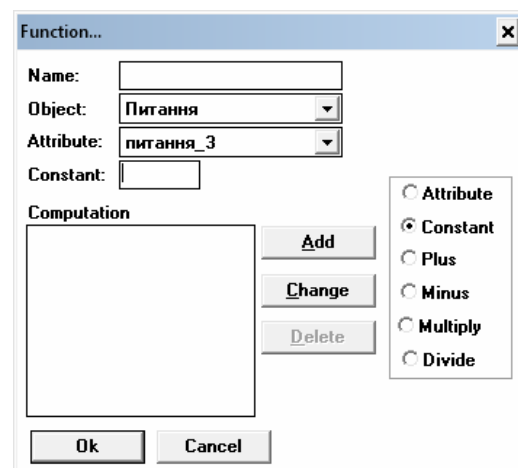 Function...
Name:
Object: Питання
Attribute: питання_3
Constant:
Computation
Add
Change
Delete
Attribute
Constant
Plus
Minus
Multiply
Divide
Ok Cancel